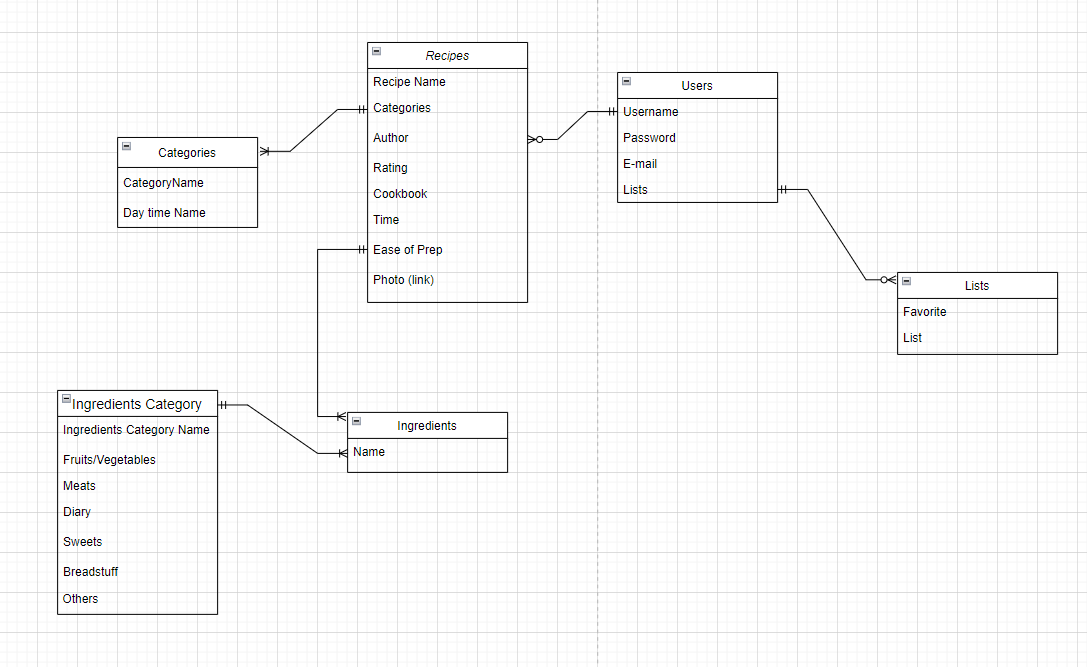 Recipes
Recipe Name
Categories
Author
Rating
Cookbook
Time
Ease of Prep
Photo (link)
Users
Username
Password
E-mail
Lists
Categories
CategoryName
Day time Name
Lists
Favorite
List
Ingredients Category
Ingredients Category Name
Fruits/Vegetables
Meats
Diary
Sweets
Breadstuff
Others
Ingredients
Name